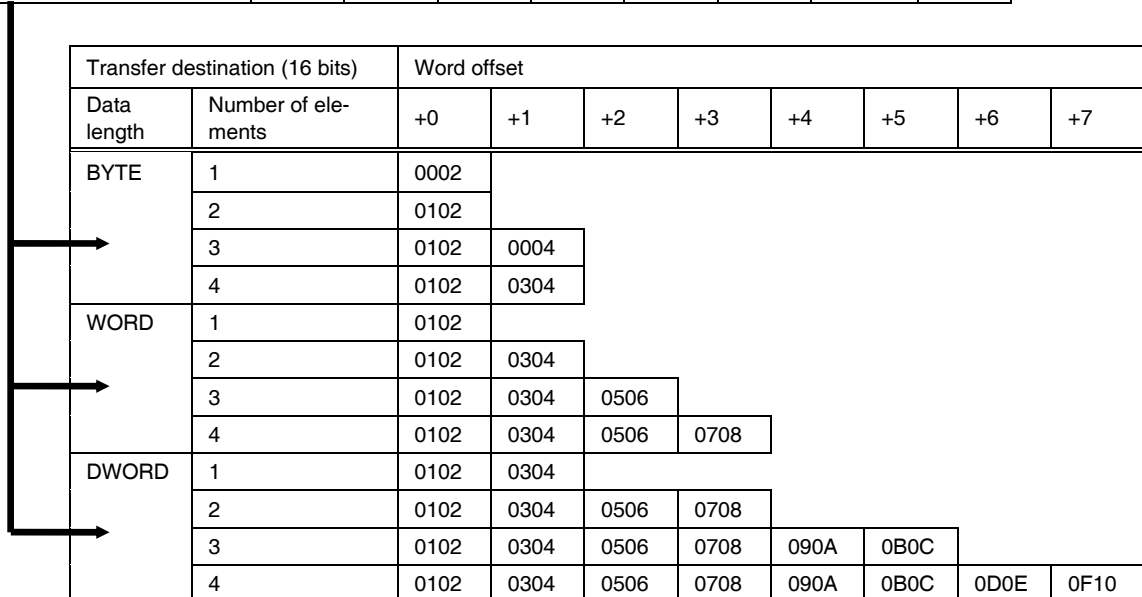 Transfer destination (16 bits) Word offset
Data length Number of ele-ments +0 +1 +2 +3 +4 +5 +6 +7
BYTE 1 0002
2 0102
3 0102 0004
4 0102 0304
WORD 1 0102
2 0102 0304
3 0102 0304 0506
4 0102 0304 0506 0708
DWORD 1 0102 0304
2 0102 0304 0506 0708
3 0102 0304 0506 0708 090A 0B0C
4 0102 0304 0506 0708 090A 0B0C 0D0E 0F10